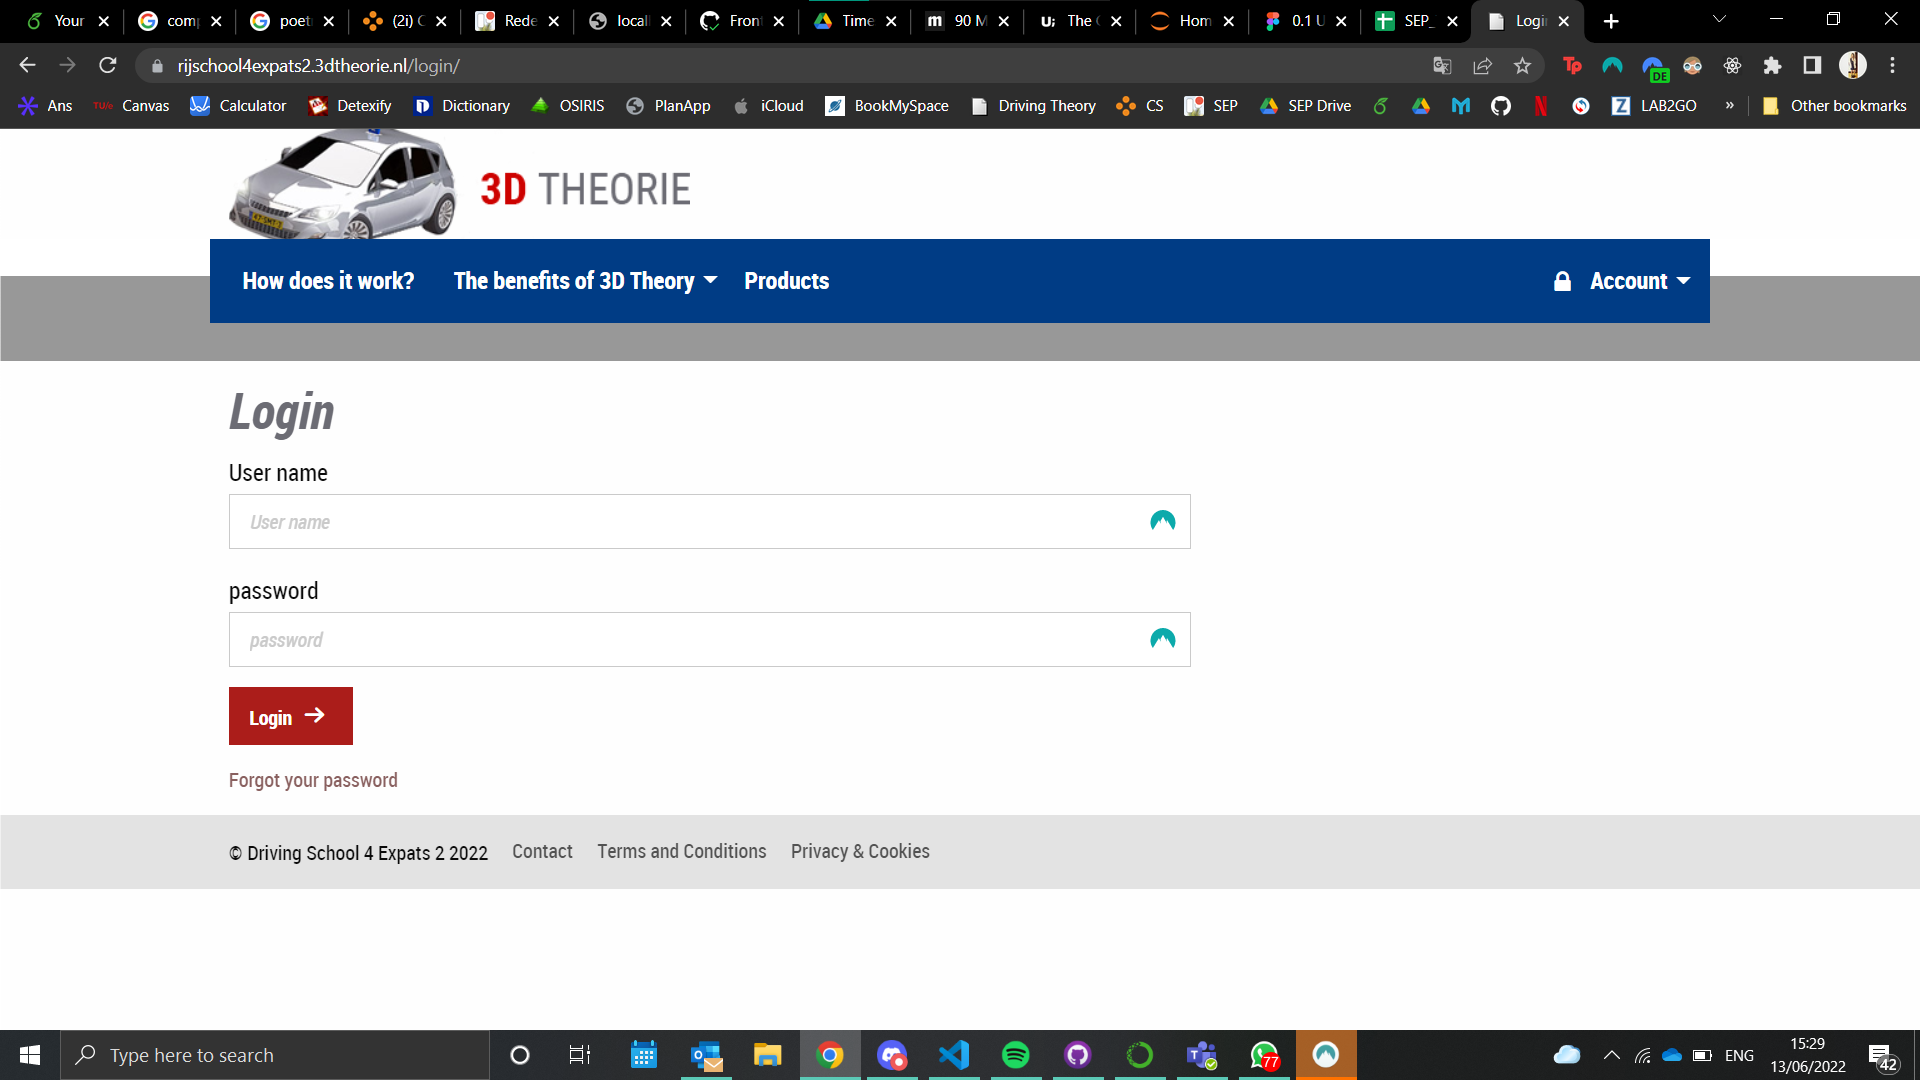 Your
comp
poet
(2i) C
Rede
locall
Front
Time
90 M
The C
Hom
0.1 U
SEP_
Login
rijschool4expats2.3dtheorie.nl/login/
DE
Ans
Canvas
Calculator
Detexify
Dictionary
OSIRIS
PlanApp
iCloud
BookMySpace
Driving Theory
CS
SEP
SEP Drive
LAB2GO
»
Other bookmarks
3D THEORIE
How does it work?
The benefits of 3D Theory
Products
Account
Login
User name
User name
password
password
Login
Forgot your password
© Driving School 4 Expats 2 2022
Contact
Terms and Conditions
Privacy & Cookies
Type here to search
77
ENG
15:29
13/06/2022
42